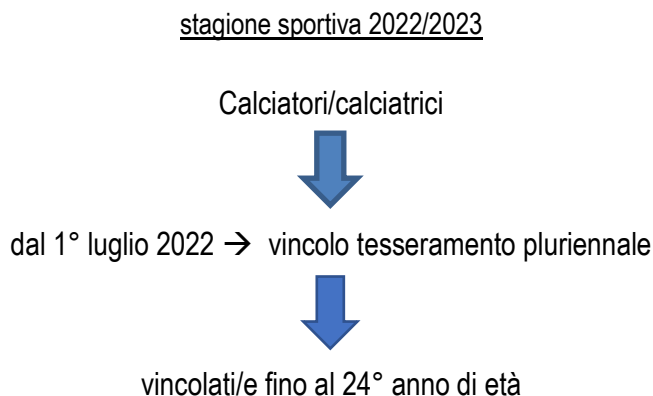 stagione sportiva 2022/2023
Calciatori/calciatrici
dal 1° luglio 2022 → vincolo tesseramento pluriennale
vincolati/e fino al 24° anno di età